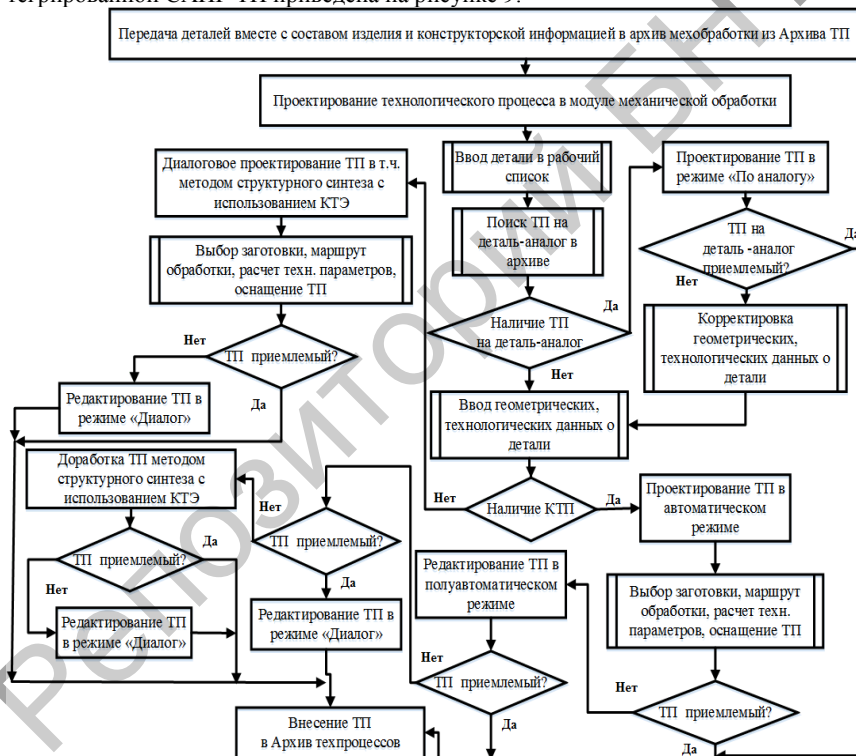 тегрированной САПР ТП приведена на рисунке 9.
Передача деталей вместе с составом изделия и конструкторской информацией в архив мехобработки из Архива ТП
Проектирование технологического процесса в модуле механической обработки
Диалоговое проектирование ТП в т.ч.
методом структурного синтеза с
использованием КТЭ
Ввод детали в рабочий
список
Проектирование ТП в
режиме «По аналогу»
Выбор заготовки, маршрут
обработки, расчет техн. параметров,
оснащение ТП
Поиск ТП на
деталь-аналог в
архиве
ТП на
деталь -аналог
приемлемый?
Да
Нет
Наличие ТП
на деталь-аналог
Да
Нет
Корректировка
геометрических,
технологических данных о
детали
ТП приемлемый?
Нет
Да
Редактирование ТП в
режиме «Диалог»
Ввод геометрических,
технологических данных о
детали
Доработка ТП методом
структурного синтеза с
использованием КТЭ
Наличие КТП
Нет
Да
Проектирование ТП в
автоматическом
режиме
ТП приемлемый?
Нет
Да
ТП приемлемый?
Да
Нет
Редактирование ТП в
полуавтоматическом
режиме
Выбор заготовки, маршрут
обработки, расчет техн.
параметров, оснащение ТП
Редактирование ТП
в режиме «Диалог»
Редактирование ТП в
режиме «Диалог»
ТП приемлемый?
Нет
Да
ТП приемлемый?
Нет
Да
Внесение ТП
в Архив техпроцессов
Репозиторий БН